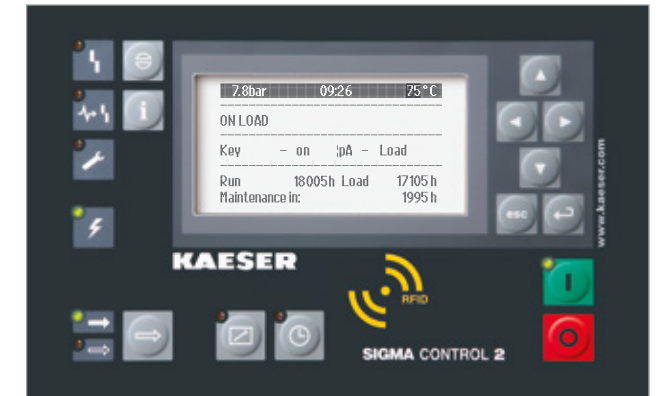 7.8bar 09:26 75°C
ON LOAD
Key - on ¦pA - Load
Run 18005h Load 17105h
Maintenance in: 1995h
esc
www.kaeser.com
KAESER
RFID
SIGMA CONTROL 2